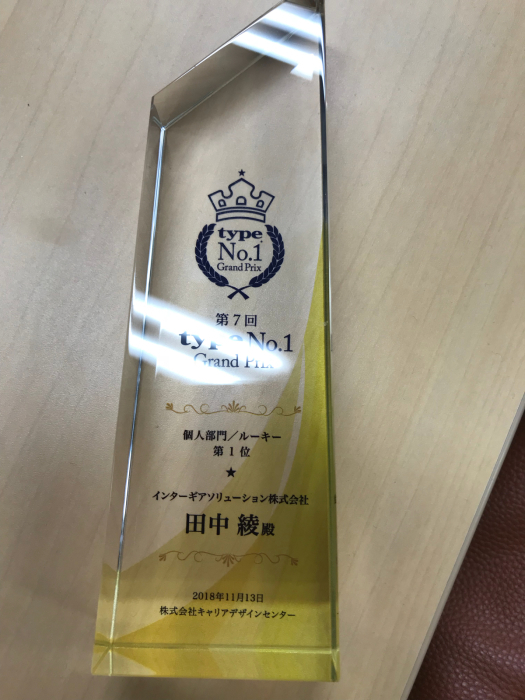 type
No.1
Grand Prix
第7回
type No.1
Grand Prix
個人部門／ルーキー
第1位
★
インターギアソリューション株式会社
田中 綾殿
2018年11月13日
株式会社キャリアデザインセンター